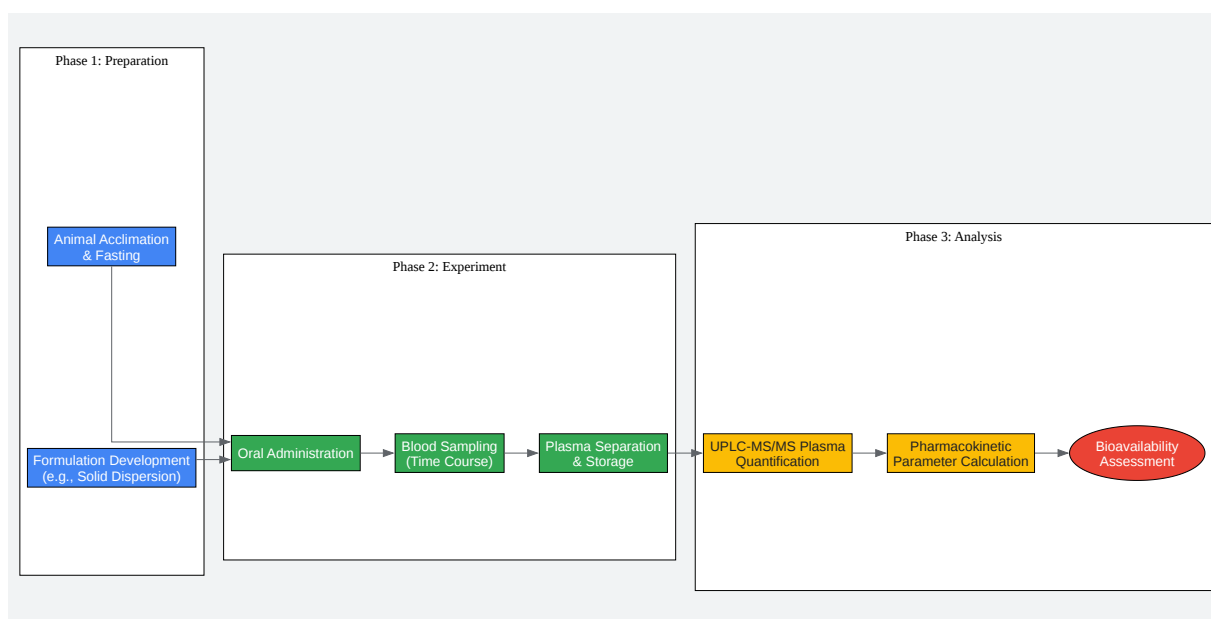 Phase 1: Preparation
Animal Acclimation
& Fasting
Formulation Development
(e.g., Solid Dispersion)
Phase 2: Experiment
Oral Administration
Blood Sampling
(Time Course)
Plasma Separation
& Storage
Phase 3: Analysis
UPLC-MS/MS Plasma
Quantification
Pharmacokinetic
Parameter Calculation
Bioavailability
Assessment